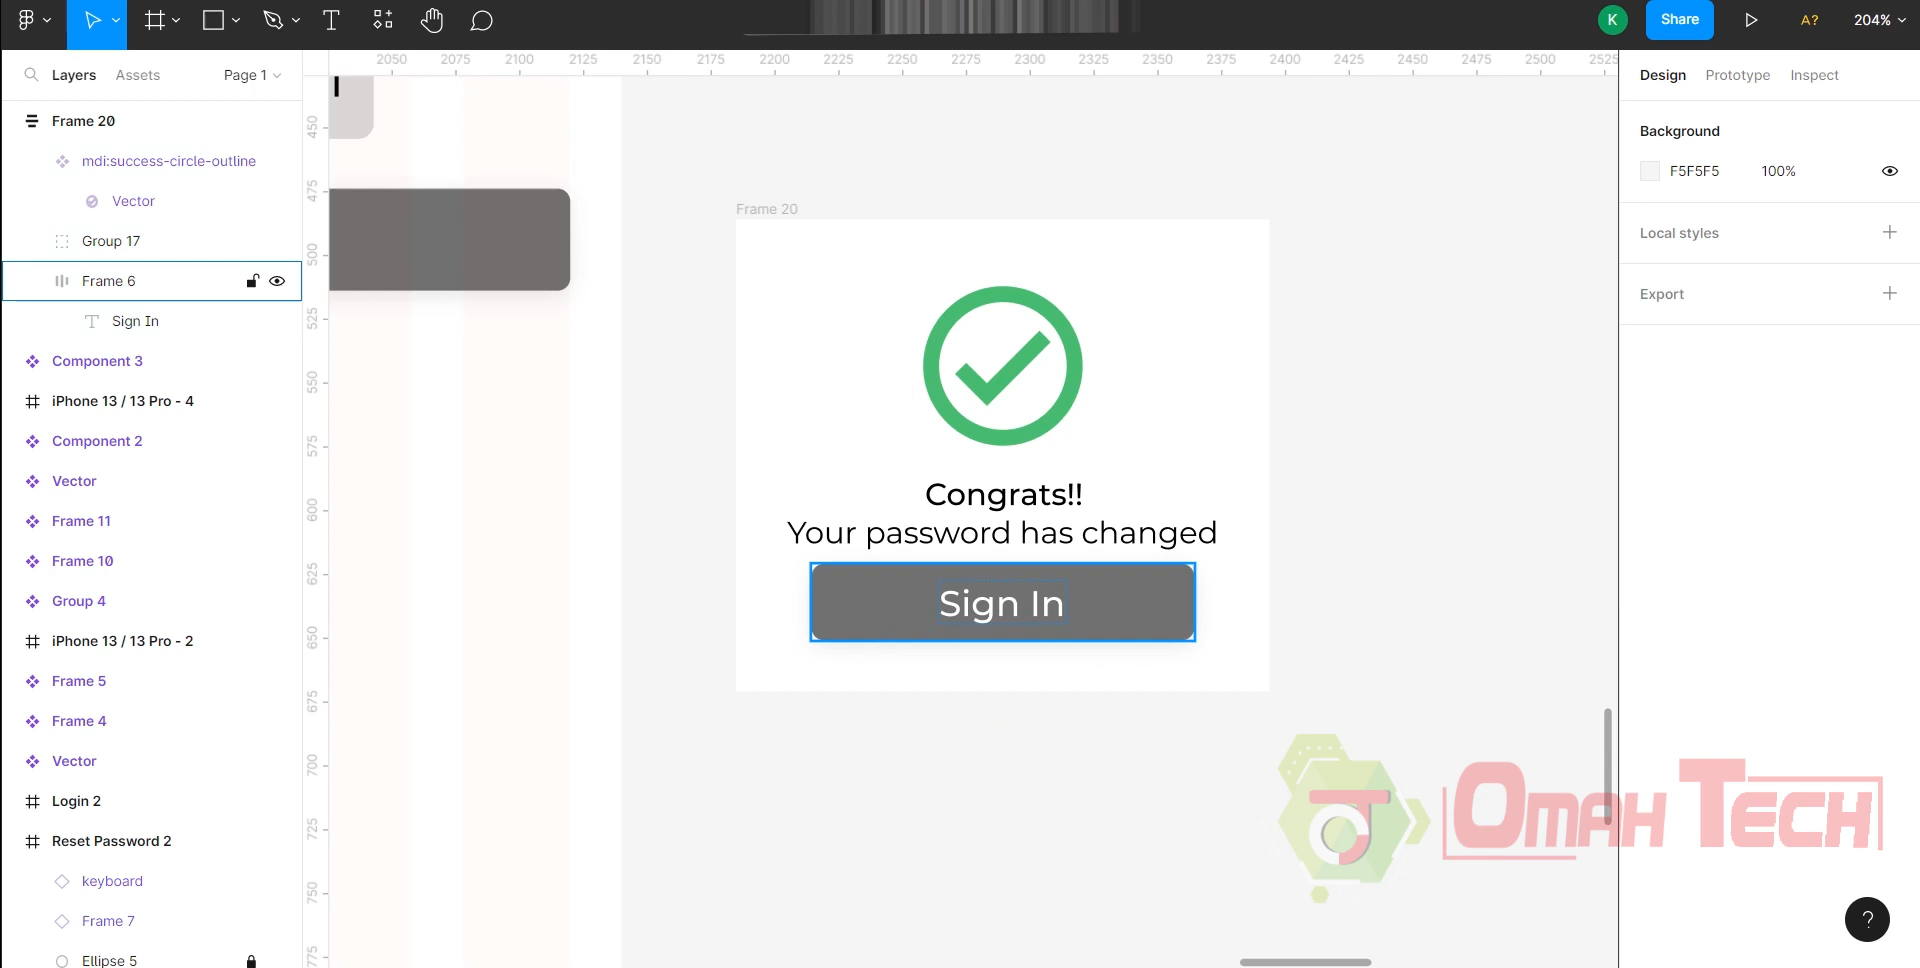 Share
A?
204%
K
2050 2075 2100 2125 2150 2175 2200 2225 2250 2275 2300 2325 2350 2375 2400 2425 2450 2475 2500 2525
Layers Assets Page 1
Design Prototype Inspect
Frame 20
mdi:success-circle-outline
Vector
Group 17
Frame 6
Sign In
Component 3
iPhone 13 / 13 Pro - 4
Component 2
Vector
Frame 11
Frame 10
Group 4
iPhone 13 / 13 Pro - 2
Frame 5
Frame 4
Vector
Login 2
Reset Password 2
keyboard
Frame 7
Ellipse 5
450
475
500
525
550
575
600
625
650
675
700
725
750
775
Frame 20
Congrats!!
Your password has changed
Sign In
Background
F5F5F5 100%
Local styles
Export
OMAH TECH
?